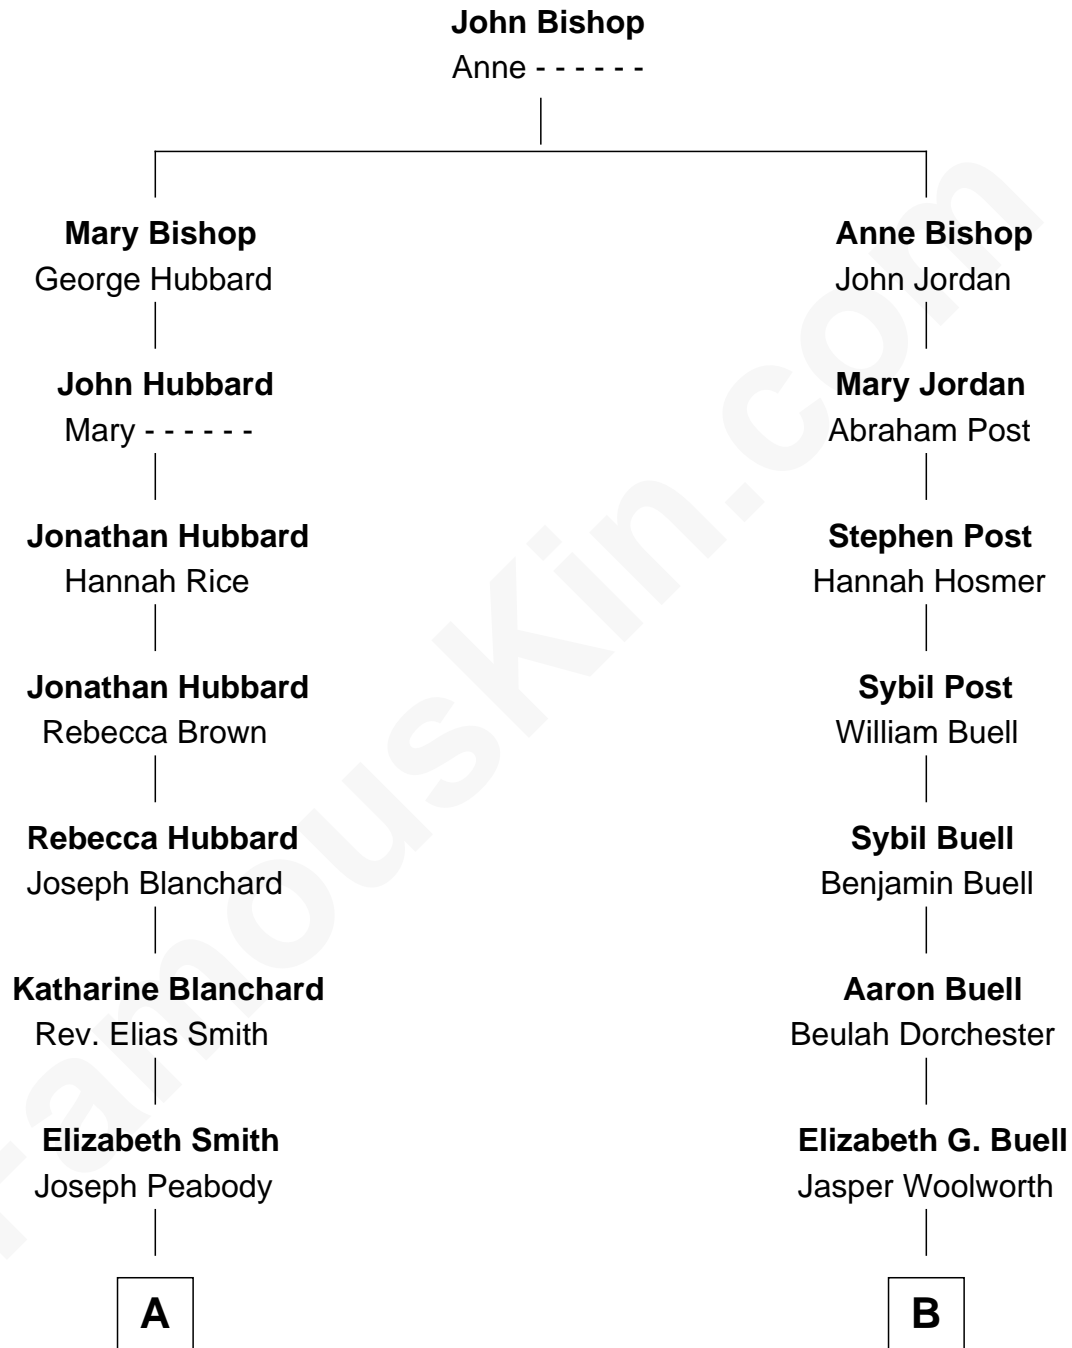 John Bishop
Anne - - - - - -
Mary Bishop
George Hubbard
Anne Bishop
John Jordan
John Hubbard
Mary - - - - - -
Mary Jordan
Abraham Post
Jonathan Hubbard
Hannah Rice
Stephen Post
Hannah Hosmer
Jonathan Hubbard
Rebecca Brown
Sybil Post
William Buell
Rebecca Hubbard
Joseph Blanchard
Sybil Buell
Benjamin Buell
Katharine Blanchard
Rev. Elias Smith
Aaron Buell
Beulah Dorchester
Elizabeth Smith
Joseph Peabody
Elizabeth G. Buell
Jasper Woolworth
A
B
FamousKin.com